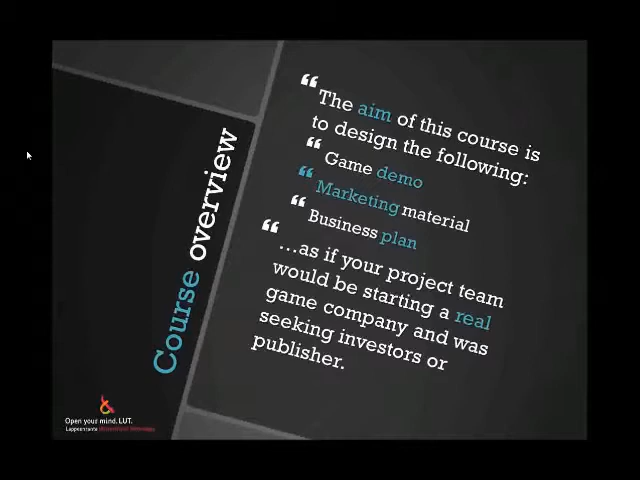 Course overview
“ The aim of this course is
to design the following:
“ Game demo
“ Marketing material
“ Business plan
“ …as if your project team
would be starting a real
game company and was
seeking investors or
publisher.
Open your mind. LUT.
Lappeenranta